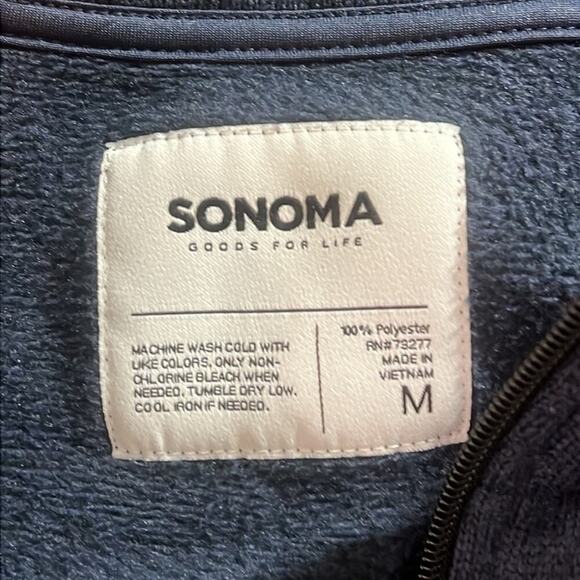 SONOMA
GOODS FOR LIFE
MACHINE WASH COLD WITH
LIKE COLORS, ONLY NON-
CHLORINE BLEACH WHEN
NEEDED. TUMBLE DRY LOW.
COOL IRON IF NEEDED.
100% Polyester
RN#73277
MADE IN
VIETNAM
M